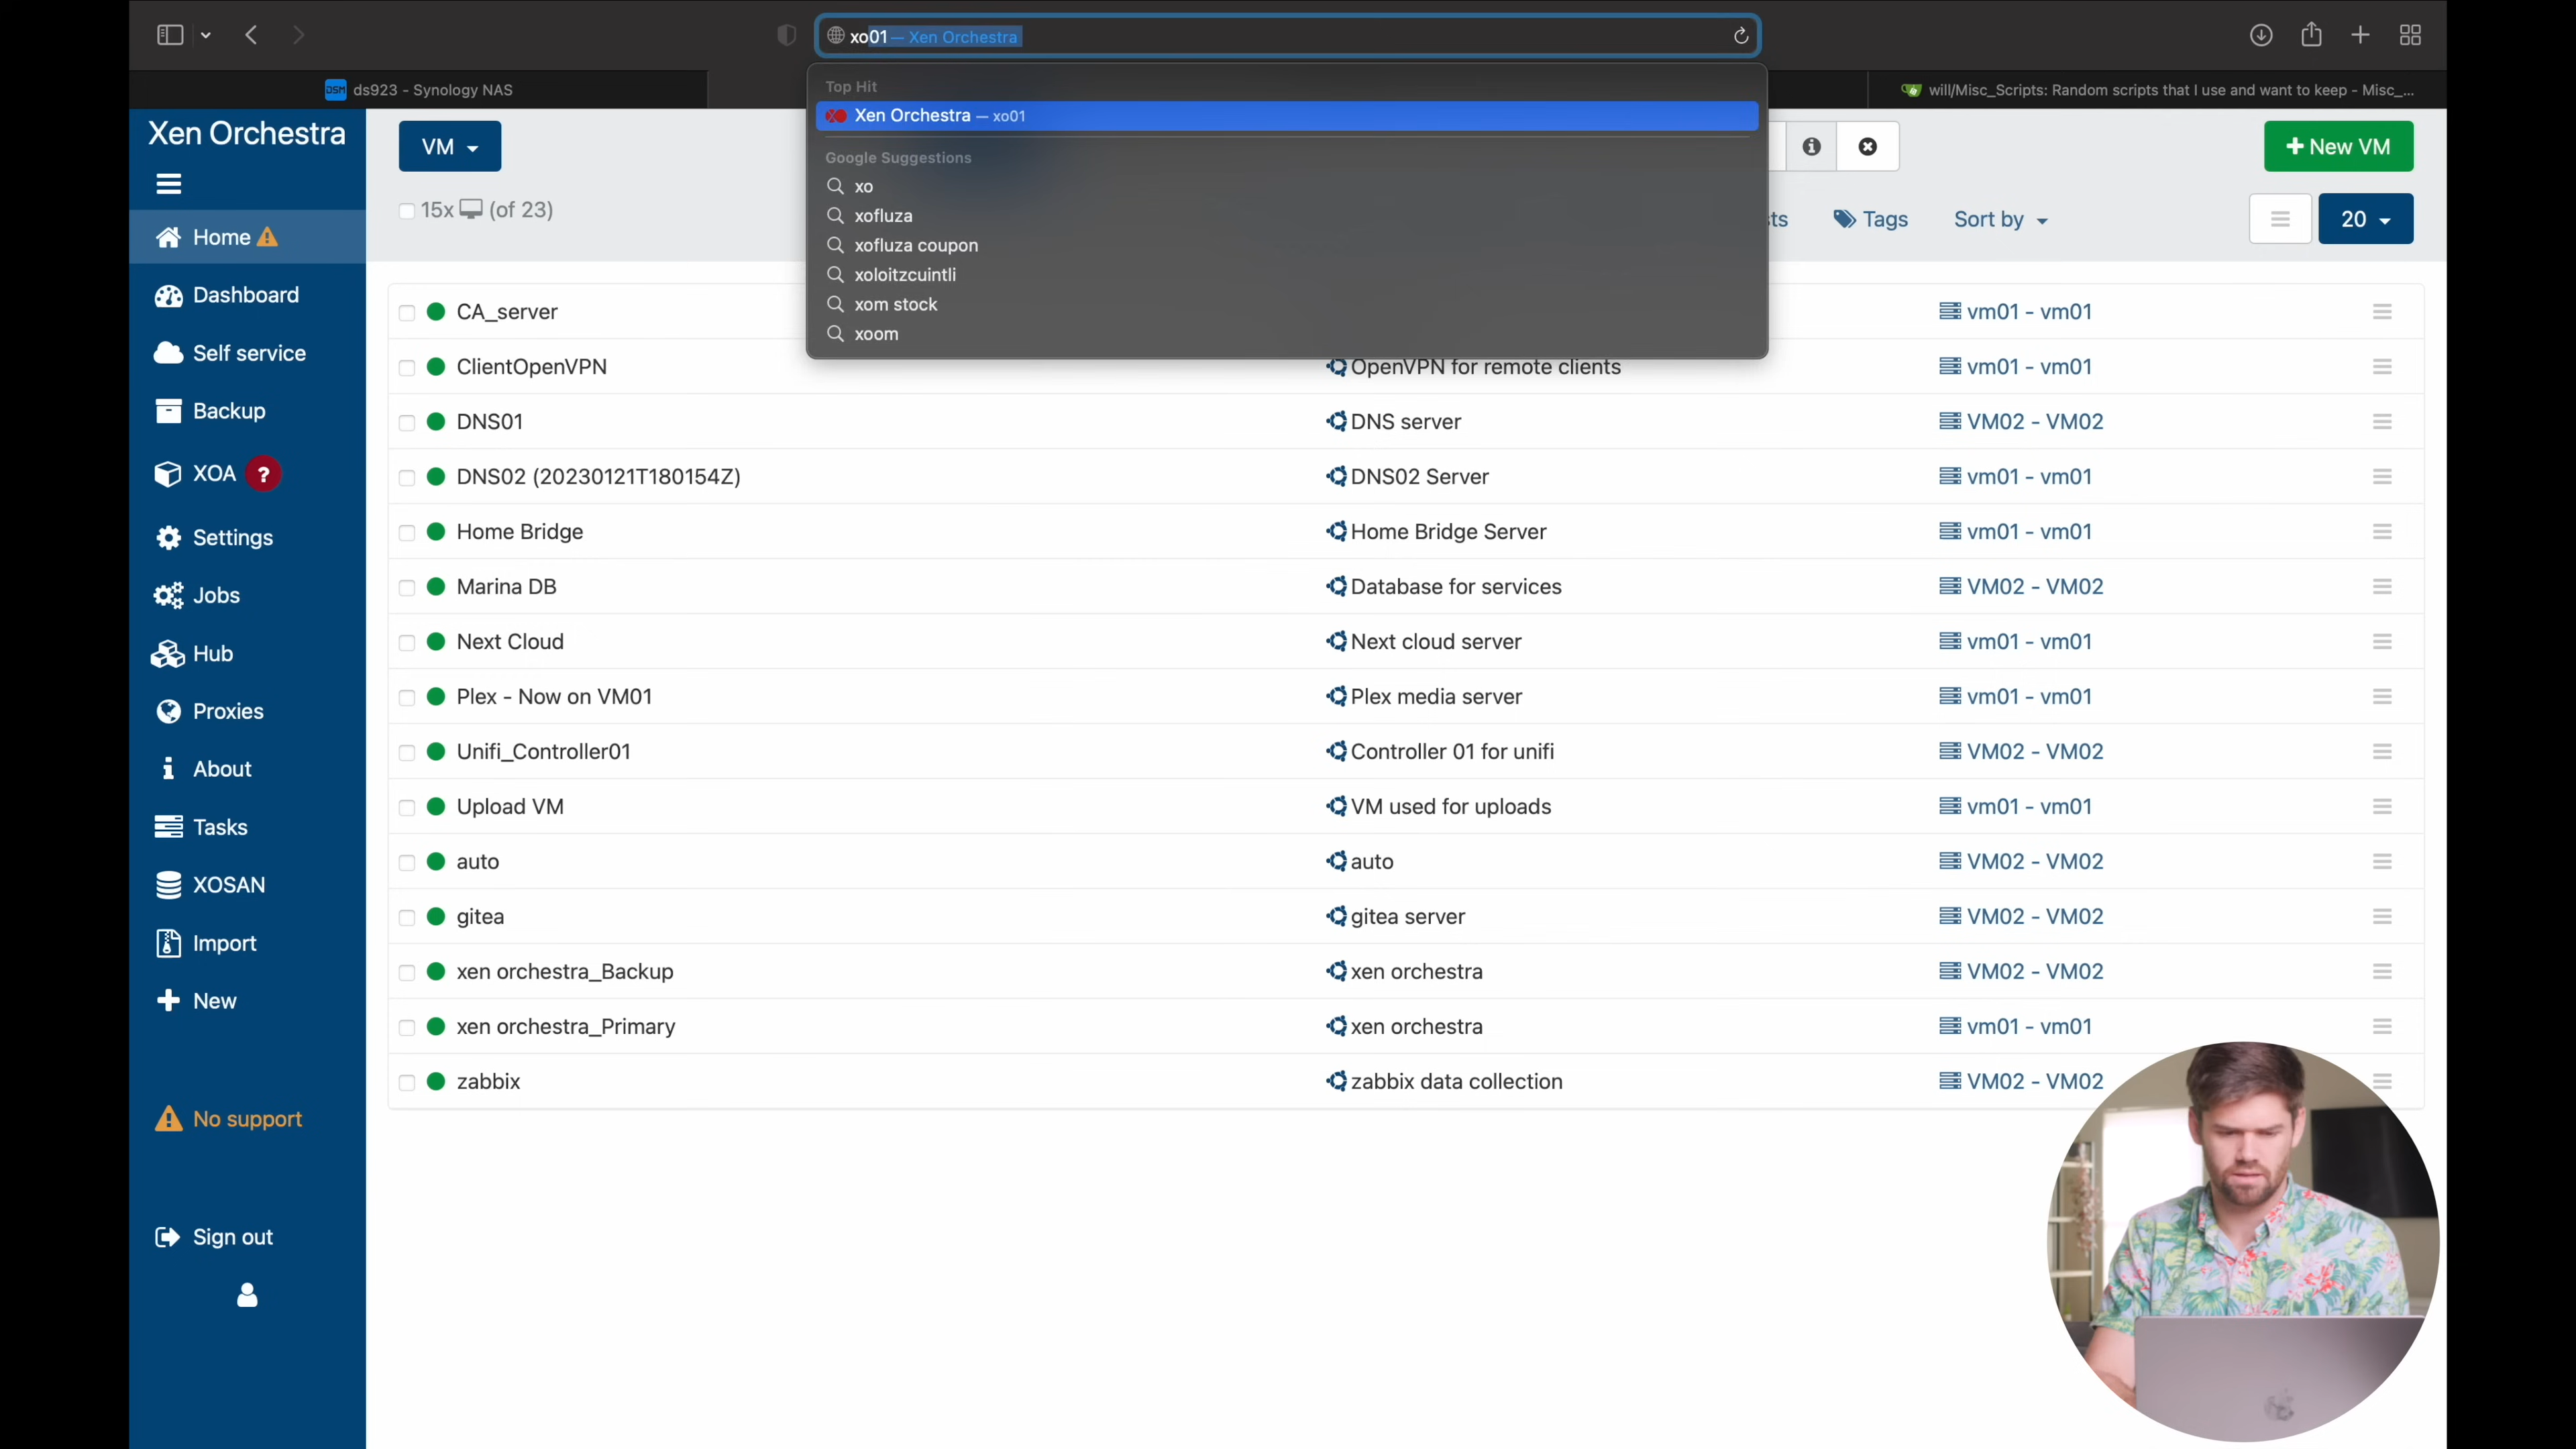 xo01 — Xen Orchestra
DSM ds923 - Synology NAS
will/Misc_Scripts: Random scripts that I use and want to keep - Misc_...
Top Hit
Xen Orchestra — xo01
Google Suggestions
xo
xofluza
xofluza coupon
xoloitzcuintli
xom stock
xoom
Xen Orchestra
Home
Dashboard
Self service
Backup
XOA ?
Settings
Jobs
Hub
Proxies
About
Tasks
XOSAN
Import
New
No support
Sign out
VM
New VM
15x (of 23)
sts Tags Sort by 20
CA_server vm01 - vm01
ClientOpenVPN OpenVPN for remote clients vm01 - vm01
DNS01 DNS server VM02 - VM02
DNS02 (20230121T180154Z) DNS02 Server vm01 - vm01
Home Bridge Home Bridge Server vm01 - vm01
Marina DB Database for services VM02 - VM02
Next Cloud Next cloud server vm01 - vm01
Plex - Now on VM01 Plex media server vm01 - vm01
Unifi_Controller01 Controller 01 for unifi VM02 - VM02
Upload VM VM used for uploads vm01 - vm01
auto auto VM02 - VM02
gitea gitea server VM02 - VM02
xen orchestra_Backup xen orchestra VM02 - VM02
xen orchestra_Primary xen orchestra vm01 - vm01
zabbix zabbix data collection VM02 - VM02